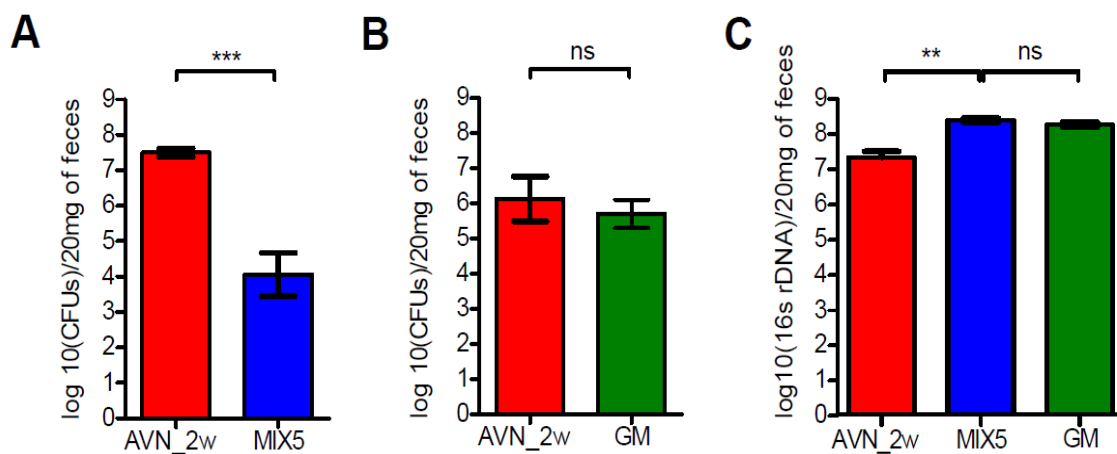 A
***
log 10(CFUs)/20mg of feces
9
8
7
6
5
4
3
2
1
0
AVN_2w
MIX5
B
ns
log 10(CFUs)/20mg of feces
9
8
7
6
5
4
3
2
1
0
AVN_2w
GM
C
**
ns
log10(16s rDNA)/20mg of feces
9
8
7
6
5
4
3
2
1
0
AVN_2w
MIX5
GM